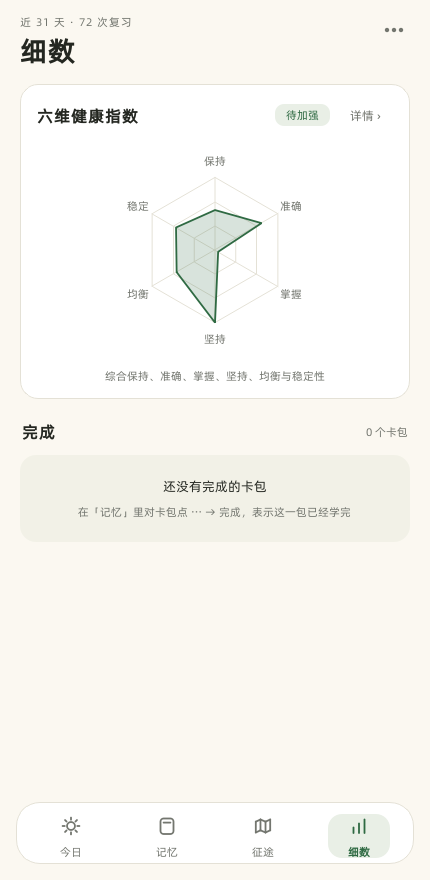 近 31 天 · 72 次复习
细数
六维健康指数
待加强
详情 ›
保持
稳定
准确
均衡
掌握
坚持
综合保持、准确、掌握、坚持、均衡与稳定性
完成
0 个卡包
还没有完成的卡包
在「记忆」里对卡包点 ··· → 完成，表示这一包已经学完
今日
记忆
征途
细数